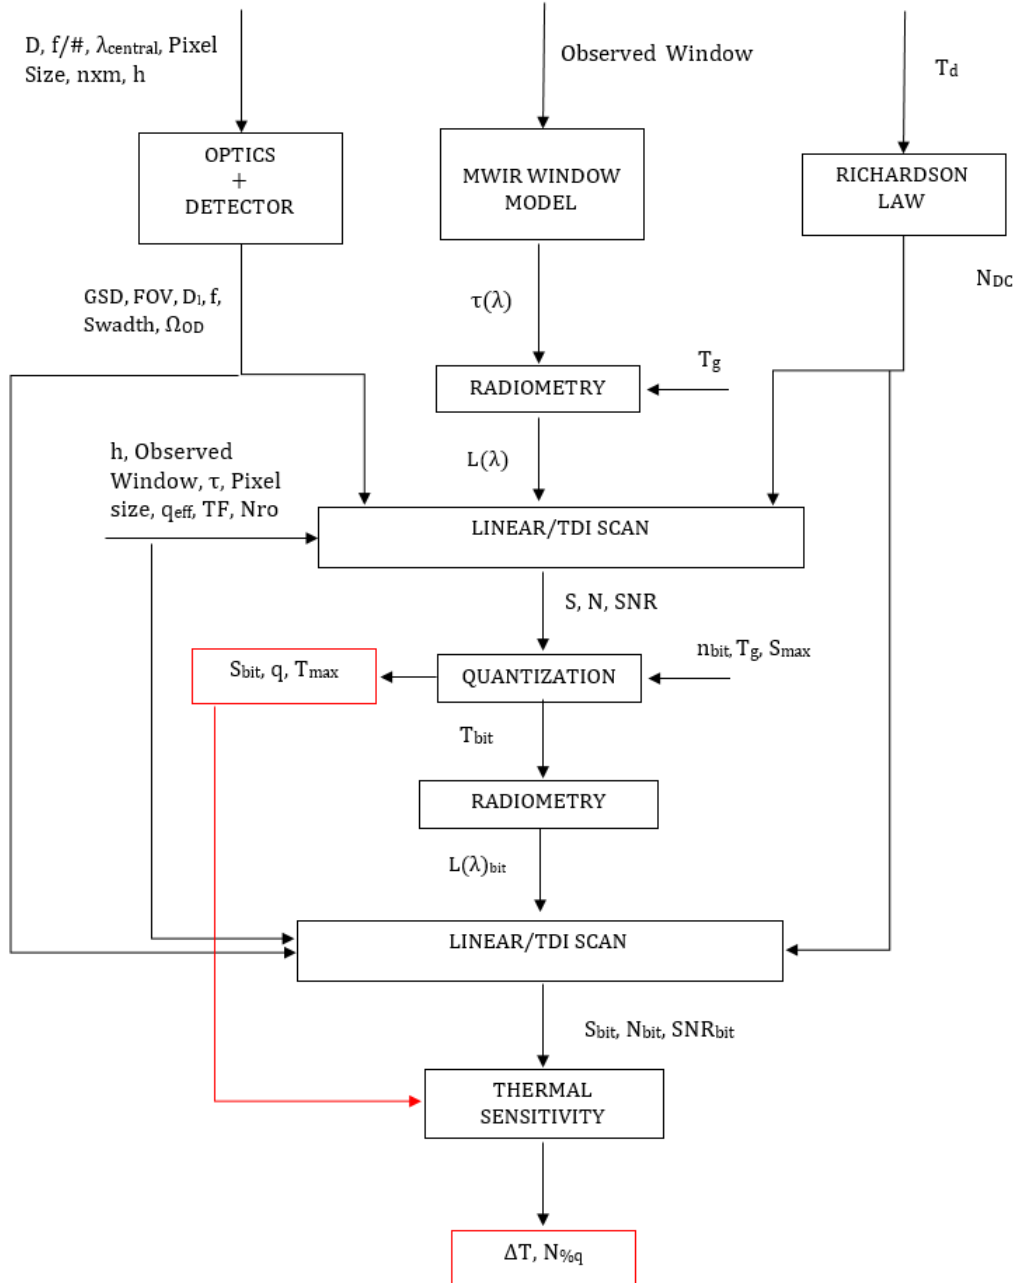 D, f/#, λcentral, Pixel
Size, nxm, h
Observed Window
Td
OPTICS
+
DETECTOR
MWIR WINDOW
MODEL
RICHARDSON
LAW
GSD, FOV, Dl, f,
Swadth, ΩOD
τ(λ)
NDC
RADIOMETRY
Tg
h, Observed
Window, τ, Pixel
size, qeff, TF, Nro
L(λ)
LINEAR/TDI SCAN
S, N, SNR
Sbit, q, Tmax
QUANTIZATION
nbit, Tg, Smax
Tbit
RADIOMETRY
L(λ)bit
LINEAR/TDI SCAN
Sbit, Nbit, SNRbit
THERMAL
SENSITIVITY
ΔT, N%q